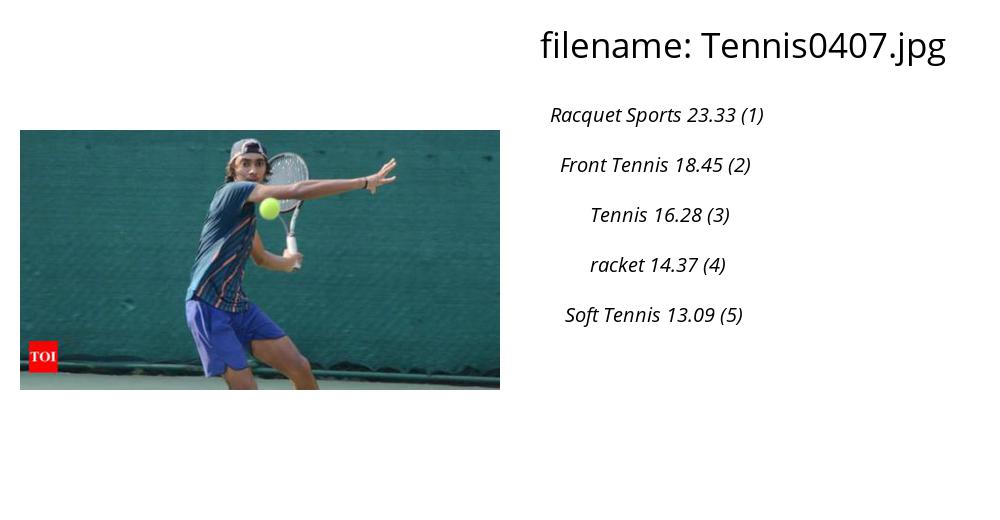 filename: Tennis0407.jpg
Racquet Sports 23.33 (1)
Front Tennis 18.45 (2)
Tennis 16.28 (3)
racket 14.37 (4)
Soft Tennis 13.09 (5)
TOI